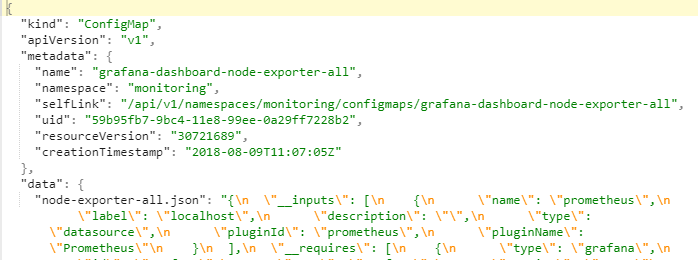 {
"kind": "ConfigMap",
"apiVersion": "v1",
"metadata": {
"name": "grafana-dashboard-node-exporter-all",
"namespace": "monitoring",
"selfLink": "/api/v1/namespaces/monitoring/configmaps/grafana-dashboard-node-exporter-all",
"uid": "59b95fb7-9bc4-11e8-99ee-0a29ff7228b2",
"resourceVersion": "30721689",
"creationTimestamp": "2018-08-09T11:07:05Z"
},
"data": {
"node-exporter-all.json": "{\n  \"__inputs\": [\n    {\n      \"name\": \"prometheus\",\n
\"label\": \"localhost\",\n      \"description\": \"\",\n      \"type\":
\"datasource\",\n      \"pluginId\": \"prometheus\",\n      \"pluginName\":
\"Prometheus\"\n    }\n  ],\n  \"__requires\": [\n    {\n      \"type\": \"grafana\",\n